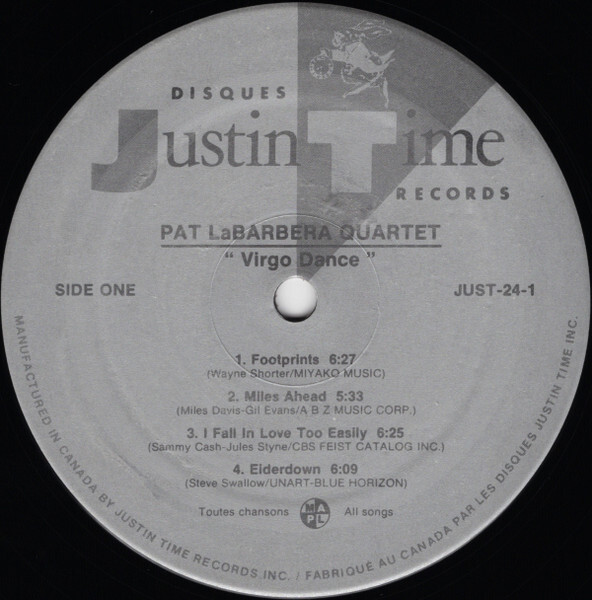 DISQUES
Justin Time
RECORDS
PAT LaBARBERA QUARTET
" Virgo Dance "
SIDE ONE
JUST-24-1
1. Footprints 6:27
(Wayne Shorter/MIYAKO MUSIC)
2. Miles Ahead 5:33
(Miles Davis-Gil Evans/A B Z MUSIC CORP.)
3. I Fall In Love Too Easily 6:25
(Sammy Cash-Jules Styne/CBS FEIST CATALOG INC.)
4. Eiderdown 6:09
(Steve Swallow/UNART-BLUE HORIZON)
Toutes chansons MAPL All songs
MANUFACTURED IN CANADA BY JUSTIN TIME RECORDS INC. / FABRIQUÉ AU CANADA PAR LES DISQUES JUSTIN TIME INC.